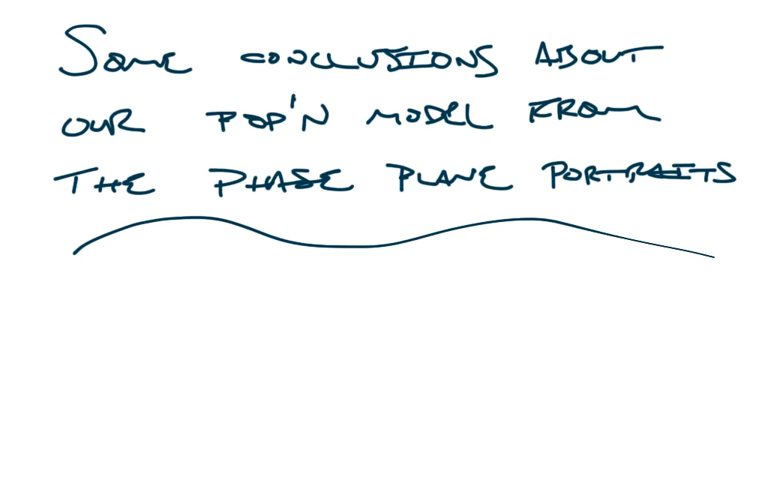 Some conclusions about
our pop'n model from
the phase plane portraits